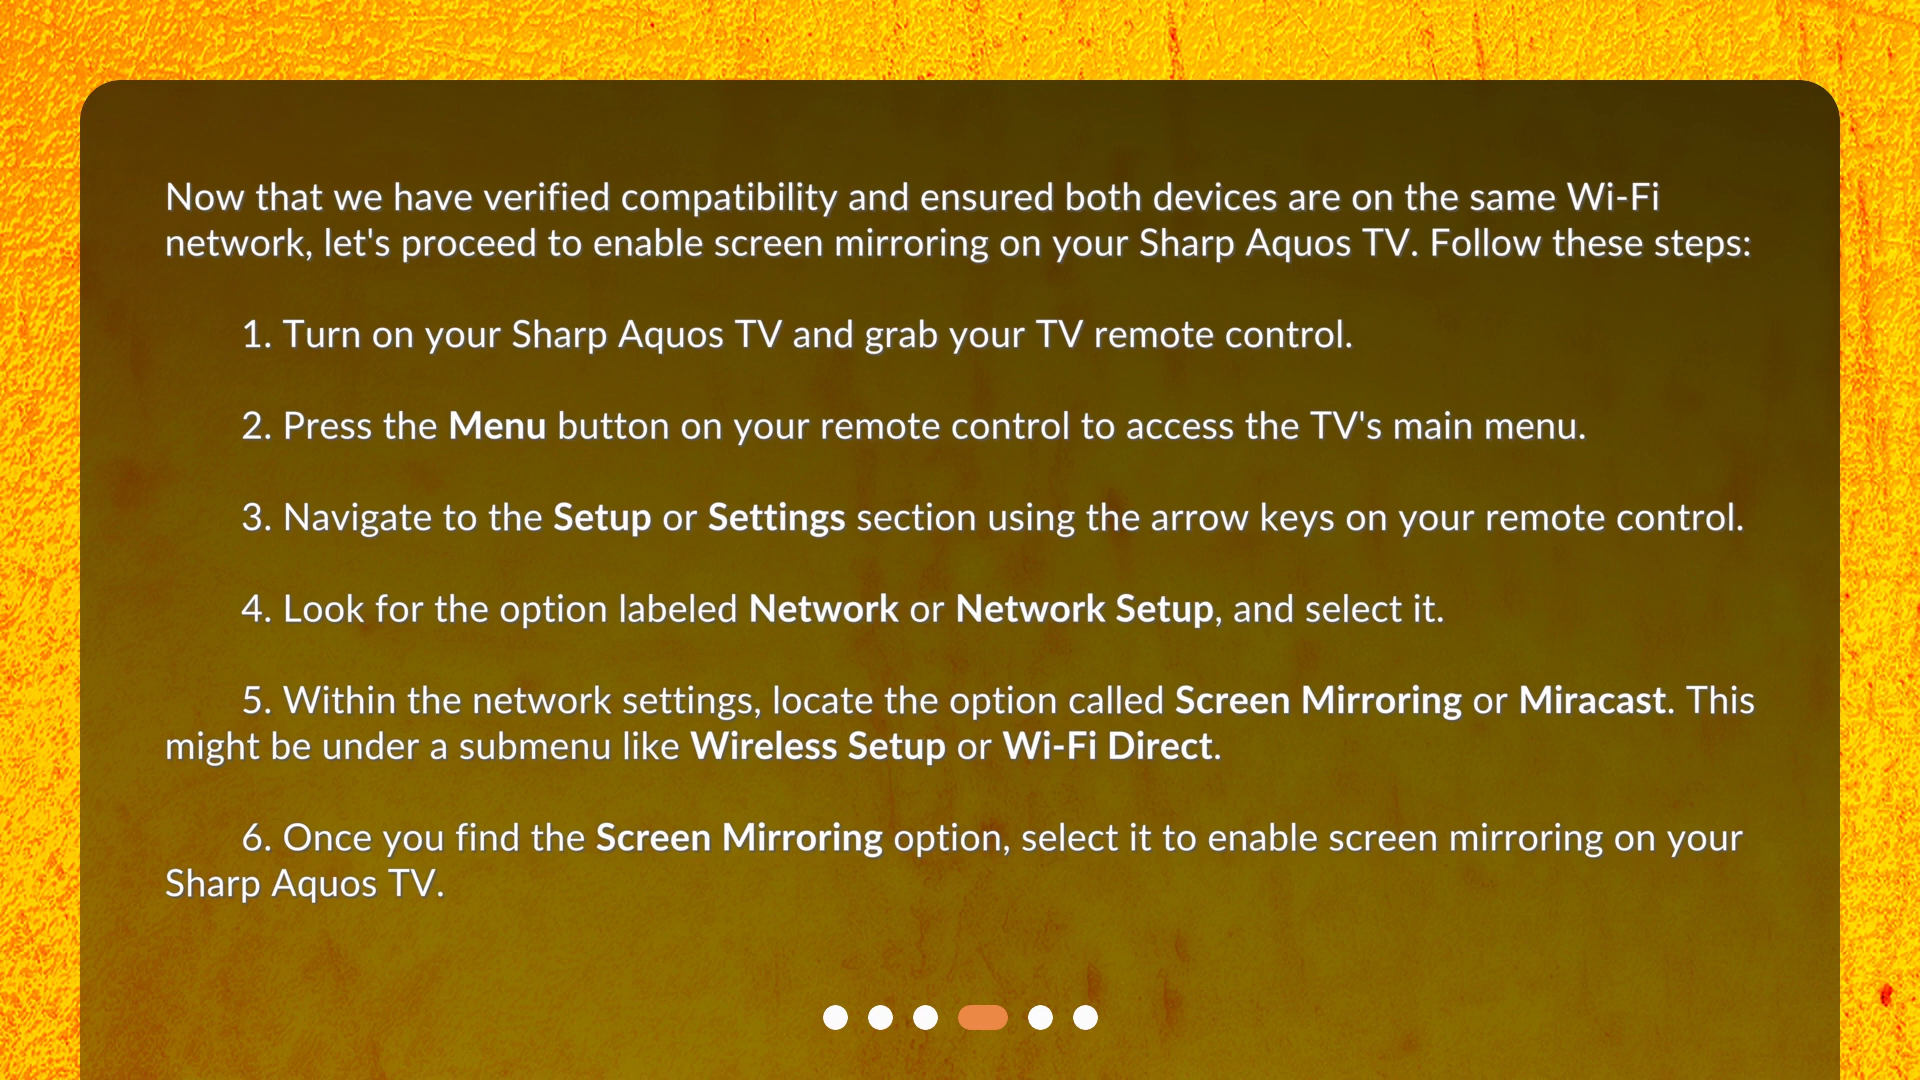 Now that we have verified compatibility and ensured both devices are on the same Wi-Fi
network, let's proceed to enable screen mirroring on your Sharp Aquos TV. Follow these steps:
1. Turn on your Sharp Aquos TV and grab your TV remote control.
2. Press the Menu button on your remote control to access the TV's main menu.
3. Navigate to the Setup or Settings section using the arrow keys on your remote control.
4. Look for the option labeled Network or Network Setup, and select it.
5. Within the network settings, locate the option called Screen Mirroring or Miracast. This
might be under a submenu like Wireless Setup or Wi-Fi Direct.
6. Once you find the Screen Mirroring option, select it to enable screen mirroring on your
Sharp Aquos TV.